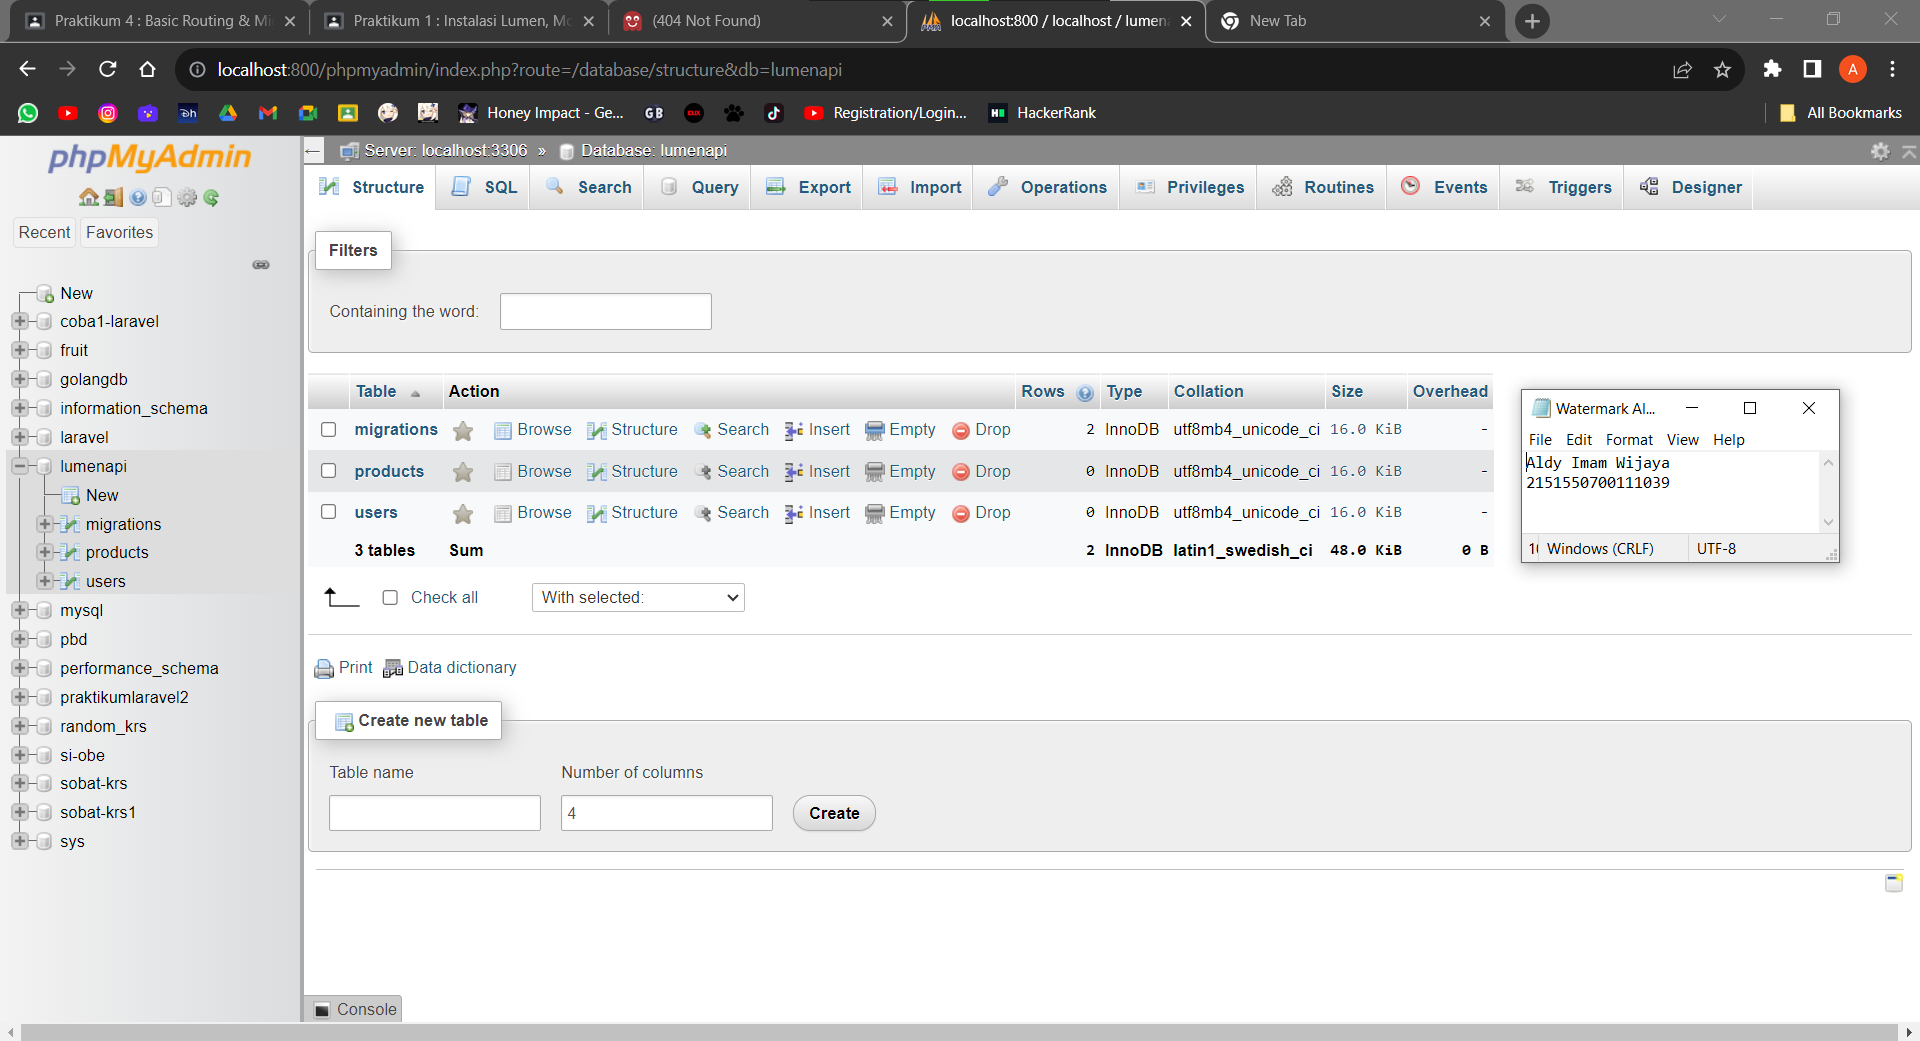 Praktikum 4 : Basic Routing & Mi
Praktikum 1 : Instalasi Lumen, Mo
(404 Not Found)
localhost:800 / localhost / lumena
New Tab
localhost:800/phpmyadmin/index.php?route=/database/structure&db=lumenapi
A
Dh
Honey Impact - Ge...
GB
Registration/Login...
HackerRank
All Bookmarks
phpMyAdmin
Server: localhost:3306 » Database: lumenapi
Structure SQL Search Query Export Import Operations Privileges Routines Events Triggers Designer
Recent Favorites
New
coba1-laravel
fruit
golangdb
information_schema
laravel
lumenapi
New
migrations
products
users
mysql
pbd
performance_schema
praktikumlaravel2
random_krs
si-obe
sobat-krs
sobat-krs1
sys
Filters
Containing the word:
Table Action Rows Type Collation Size Overhead
migrations Browse Structure Search Insert Empty Drop 2 InnoDB utf8mb4_unicode_ci 16.0 KiB -
products Browse Structure Search Insert Empty Drop 0 InnoDB utf8mb4_unicode_ci 16.0 KiB -
users Browse Structure Search Insert Empty Drop 0 InnoDB utf8mb4_unicode_ci 16.0 KiB -
3 tables Sum 2 InnoDB latin1_swedish_ci 48.0 KiB 0 B
Check all With selected:
Print Data dictionary
Create new table
Table name Number of columns
4 Create
Console
Watermark Al...
File Edit Format View Help
Aldy Imam Wijaya
2151550700111039
Windows (CRLF) UTF-8